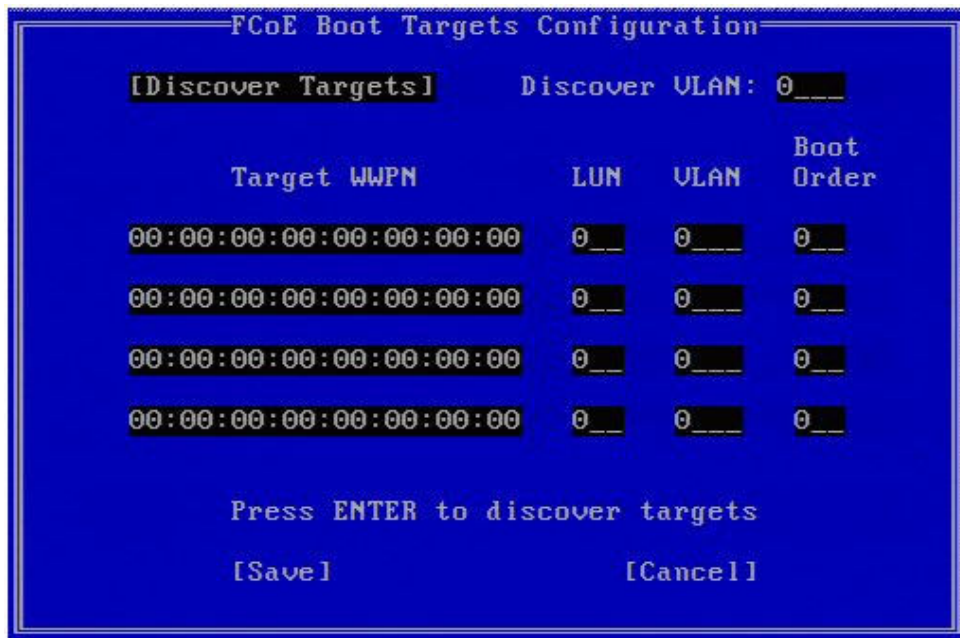 FCoE Boot Targets Configuration
[Discover Targets] Discover VLAN: 0___
Boot
Target WWPN LUN VLAN Order
00:00:00:00:00:00:00:00 0__ 0___ 0__
00:00:00:00:00:00:00:00 0__ 0___ 0__
00:00:00:00:00:00:00:00 0__ 0___ 0__
00:00:00:00:00:00:00:00 0__ 0___ 0__
Press ENTER to discover targets
[Save] [Cancel]